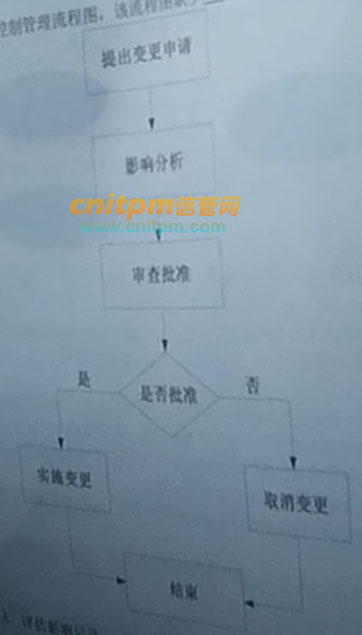 控制管理流程图,该流程图缺少
提出变更申请
影响分析
cnitpm信管网
www.cnitpm.com
审查批准
是否批准
是
否
实施变更
取消变更
结束
A、评估影响